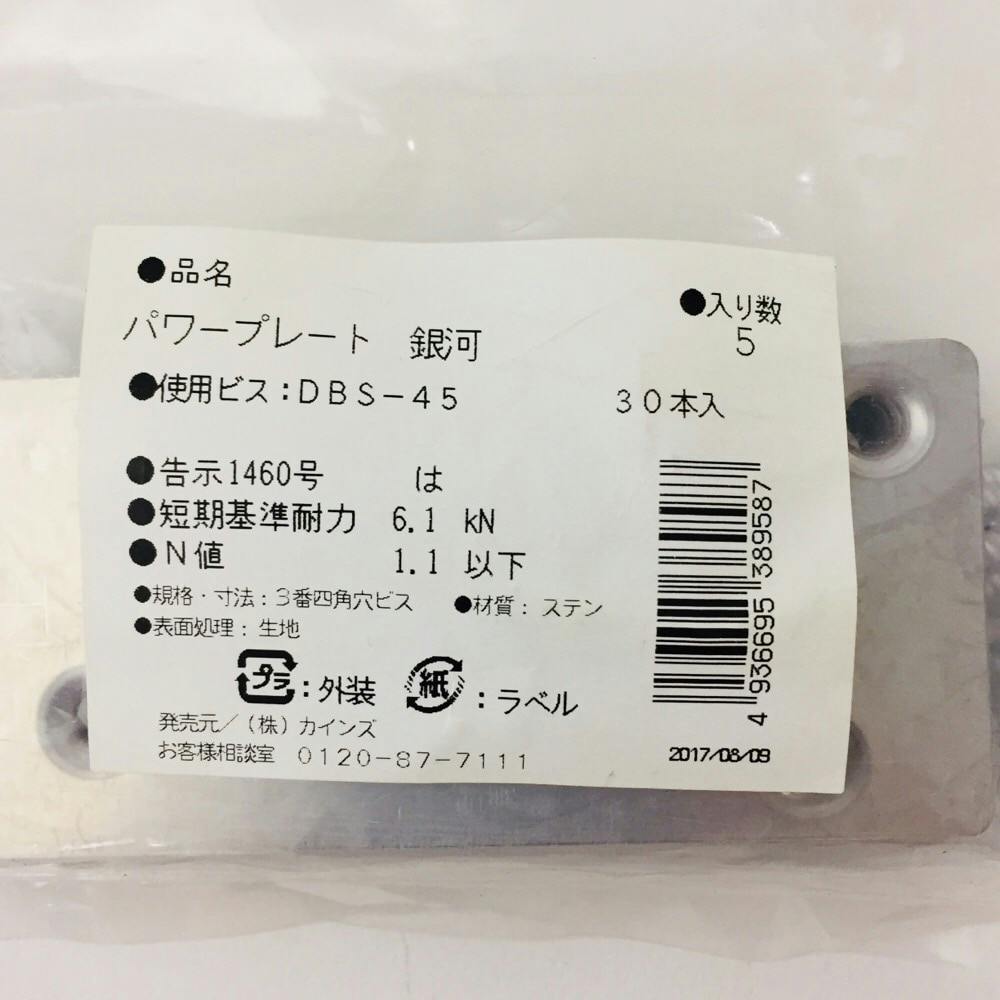 ●品名
●入り数
パワープレート 銀河
5
●使用ビス:DBS-45 30本入
●告示1460号 は
●短期基準耐力 6.1 kN
●N値 1.1 以下
●規格・寸法:3番四角穴ビス ●材質:ステン
●表面処理:生地
プラ:外装 紙:ラベル
発売元/(株)カインズ
お客様相談室 0120-87-7111
2017/08/09
4 936695 389587